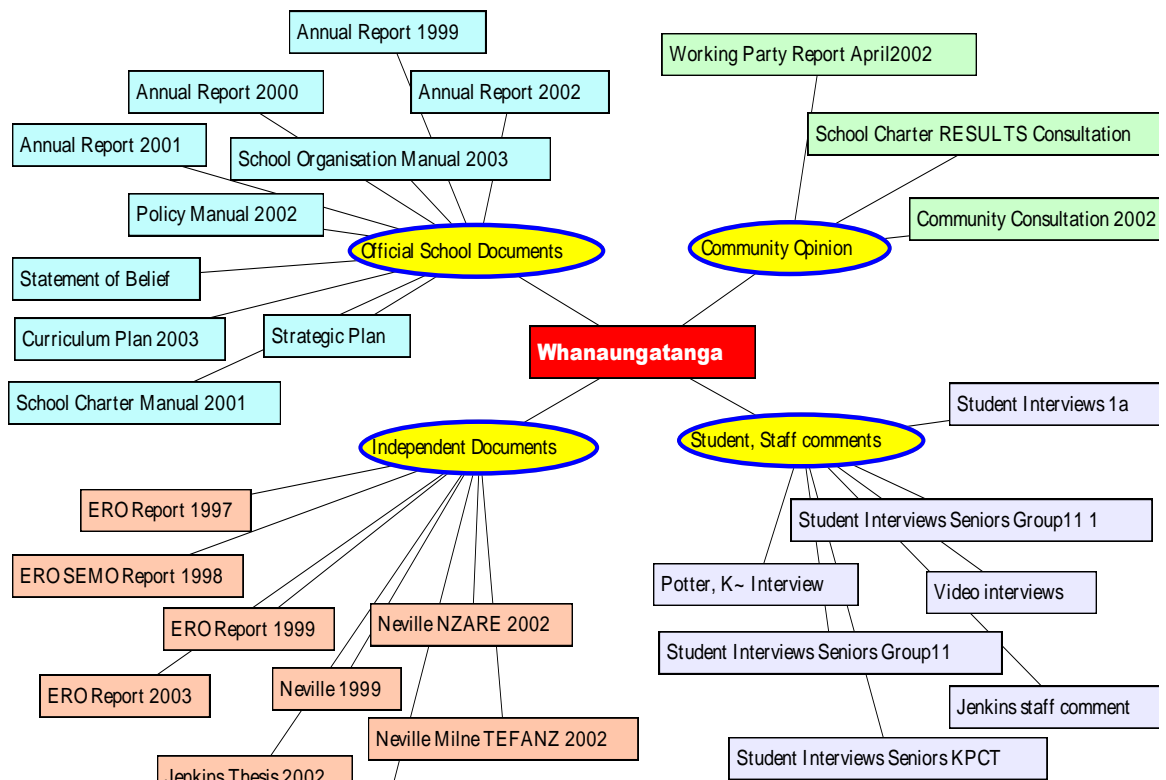 Annual Report 1999
Working Party Report April2002
Annual Report 2000
Annual Report 2002
School Charter RESULTS Consultation
Annual Report 2001
School Organisation Manual 2003
Policy Manual 2002
Community Consultation 2002
Official School Documents
Community Opinion
Statement of Belief
Curriculum Plan 2003
Strategic Plan
Whanaungatanga
School Charter Manual 2001
Student Interviews 1a
Independent Documents
Student, Staff comments
ERO Report 1997
Student Interviews Seniors Group11 1
ERO SEMO Report 1998
Potter, K~ Interview
Video interviews
ERO Report 1999
Neville NZARE 2002
Student Interviews Seniors Group11
ERO Report 2003
Neville 1999
Jenkins staff comment
Neville Milne TEFANZ 2002
Student Interviews Seniors KPCT
Jenkins Thesis 2002